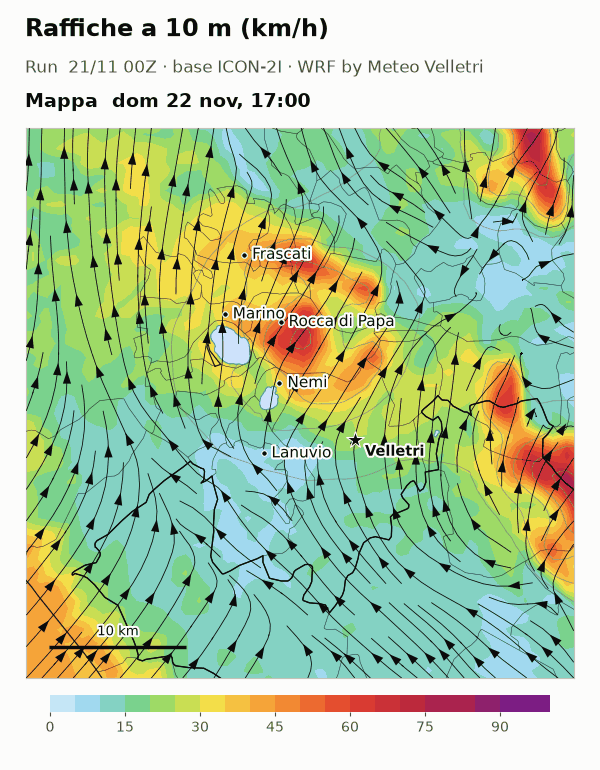 Raffiche a 10 m (km/h)
Run 21/11 00Z · base ICON-2I · WRF by Meteo Velletri
Mappa dom 22 nov, 17:00
Frascati
Marino
Rocca di Papa
Nemi
Velletri
Lanuvio
10 km
0 15 30 45 60 75 90